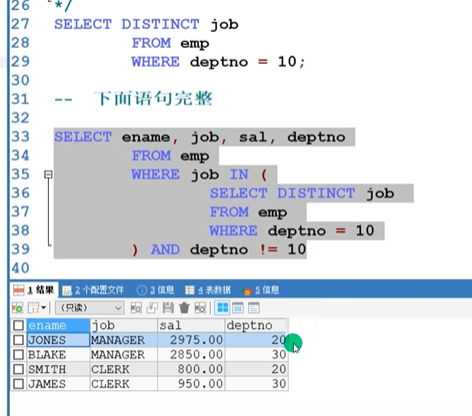 26 */
27 SELECT DISTINCT job
28 FROM emp
29 WHERE deptno = 10;
30
31 -- 下面语句完整
32
33 SELECT ename, job, sal, deptno
34 FROM emp
35 WHERE job IN (
36 SELECT DISTINCT job
37 FROM emp
38 WHERE deptno = 10
39 ) AND deptno != 10
40
1 结果 2 个配置文件 3 信息 4 表数据 5 信息
(只读)
ename job sal deptno
JONES MANAGER 2975.00 20
BLAKE MANAGER 2850.00 30
SMITH CLERK 800.00 20
JAMES CLERK 950.00 30